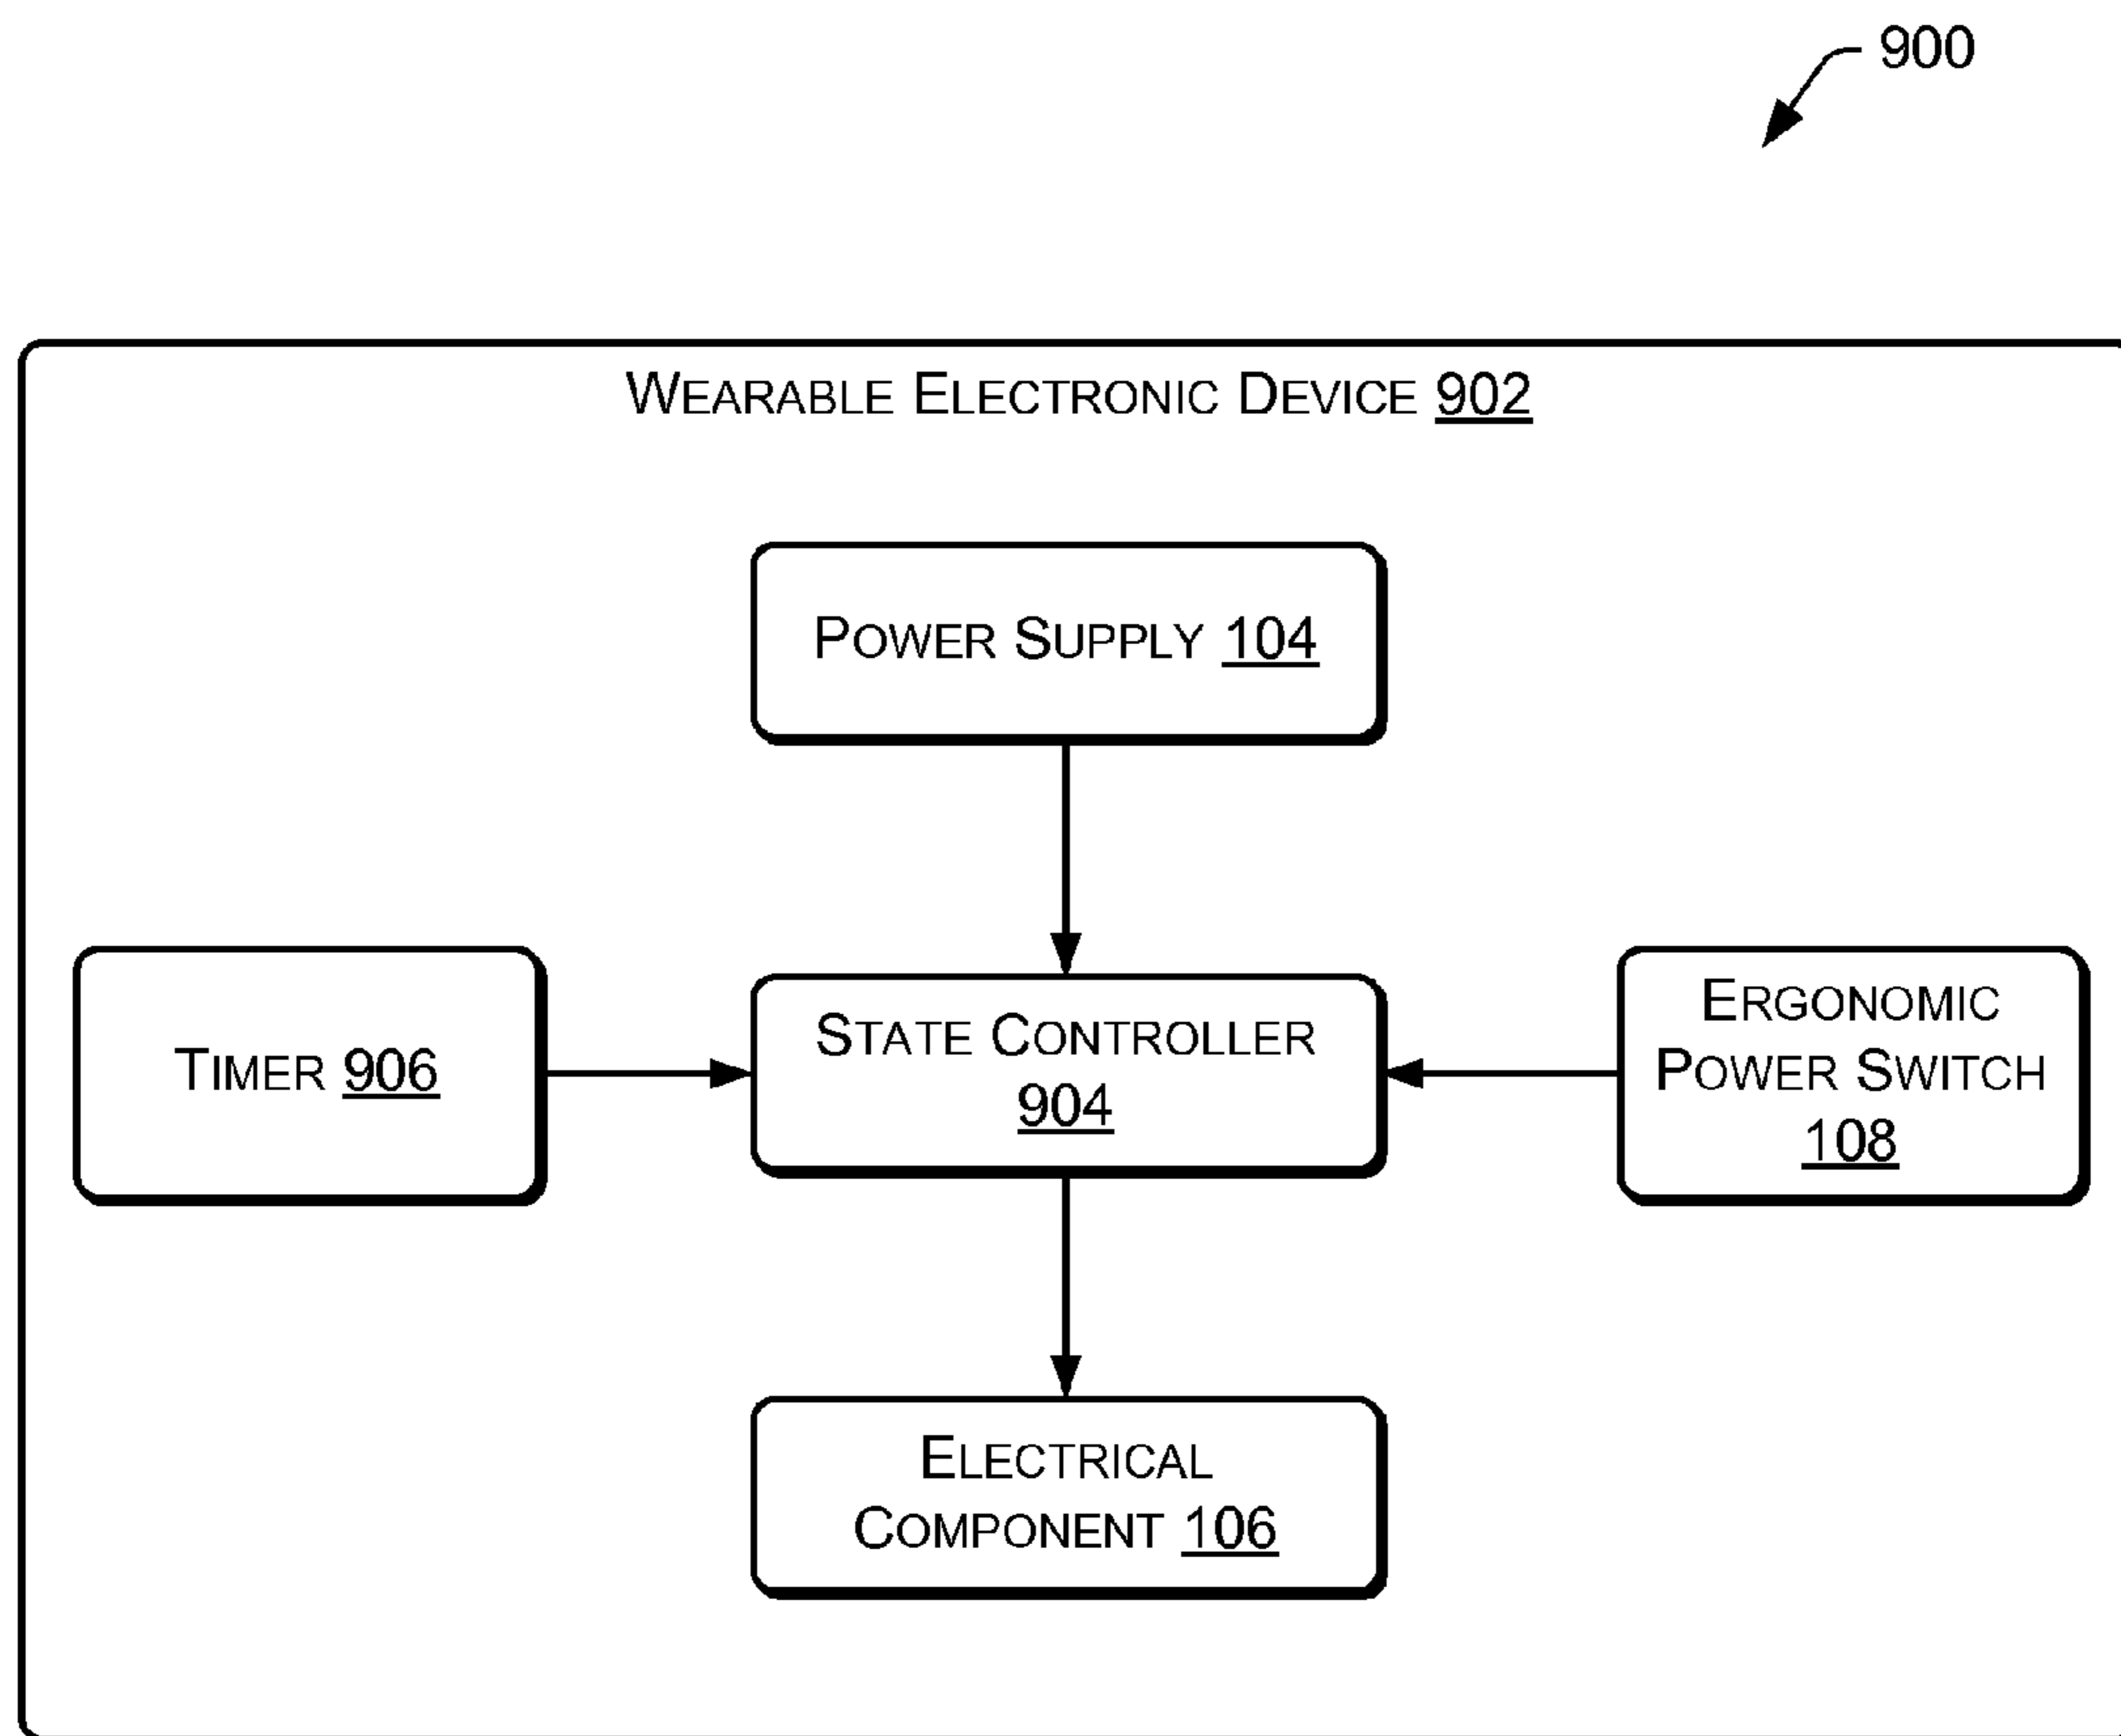 900
WEARABLE ELECTRONIC DEVICE 902
POWER SUPPLY 104
TIMER 906
STATE CONTROLLER
904
ERGONOMIC
POWER SWITCH
108
ELECTRICAL
COMPONENT 106